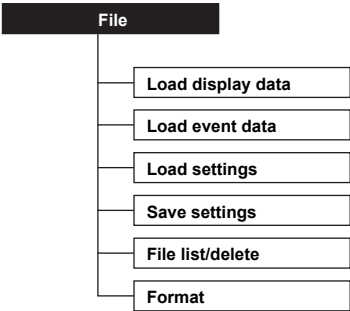 File
Load display data
Load event data
Load settings
Save settings
File list/delete
Format